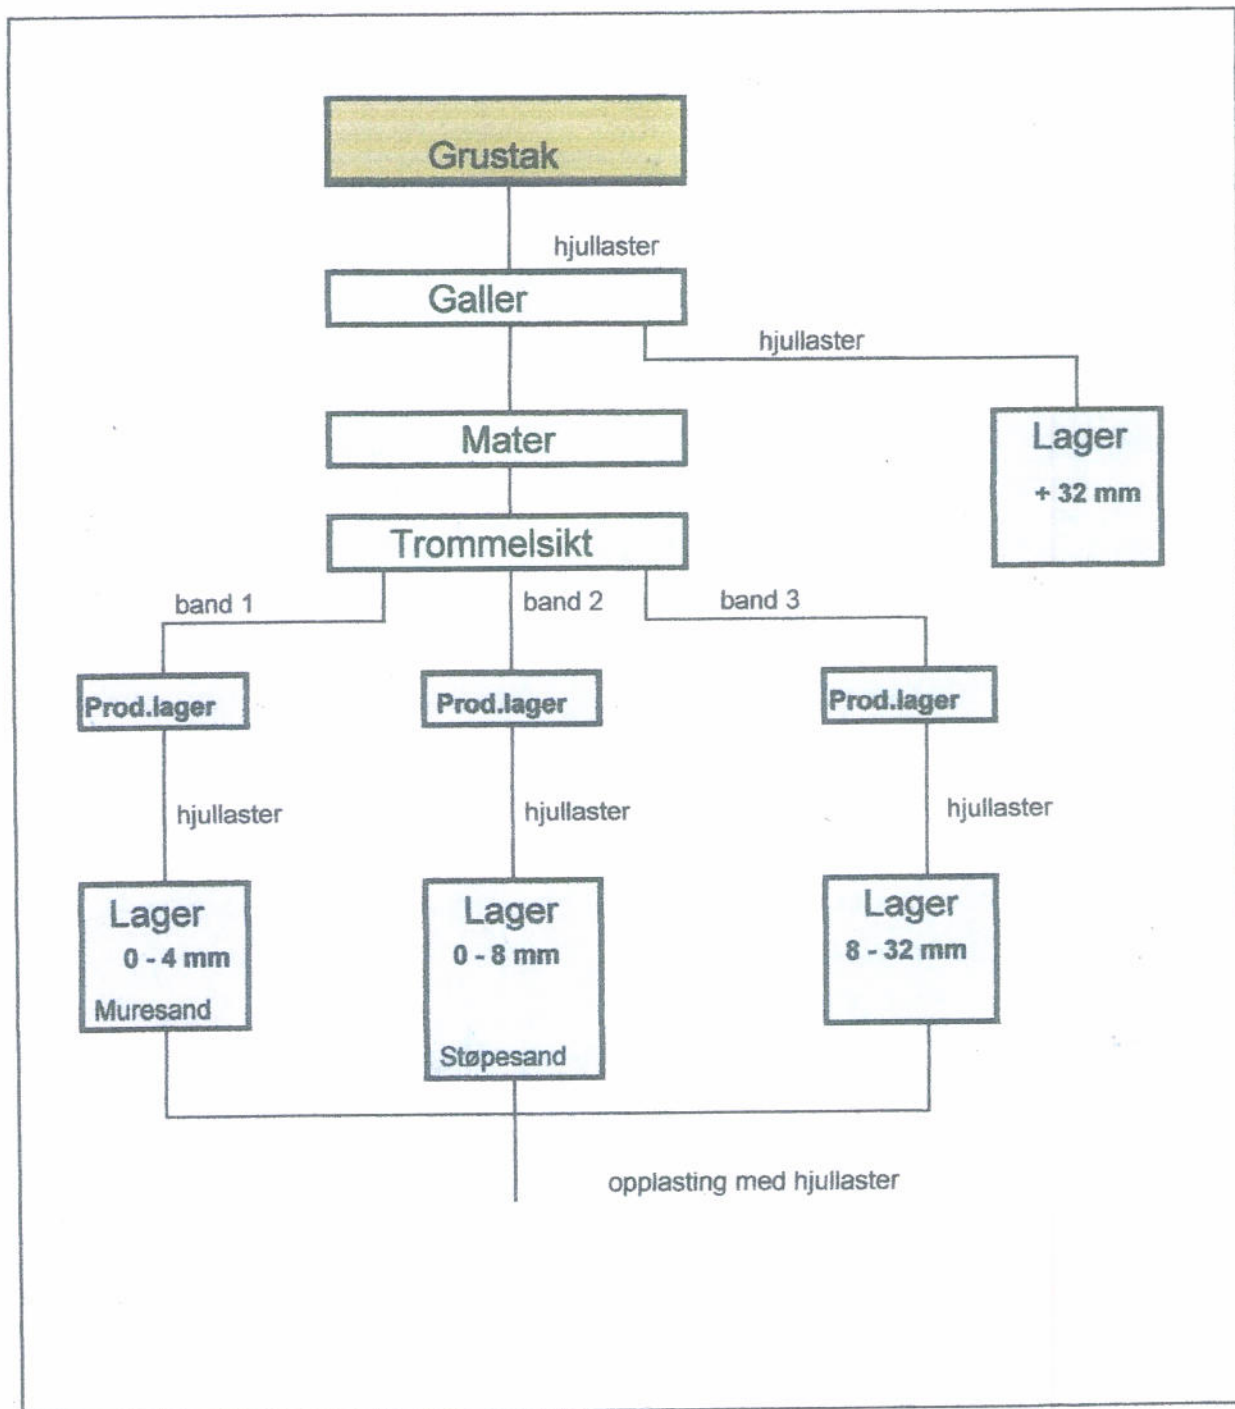 Grustak
hjullaster
Galler
hjullaster
Mater
Lager
+ 32 mm
Trommelsikt
band 1
band 2
band 3
Prod.lager
Prod.lager
Prod.lager
hjullaster
hjullaster
hjullaster
Lager
0 - 4 mm
Muresand
Lager
0 - 8 mm
Støpesand
Lager
8 - 32 mm
opplasting med hjullaster